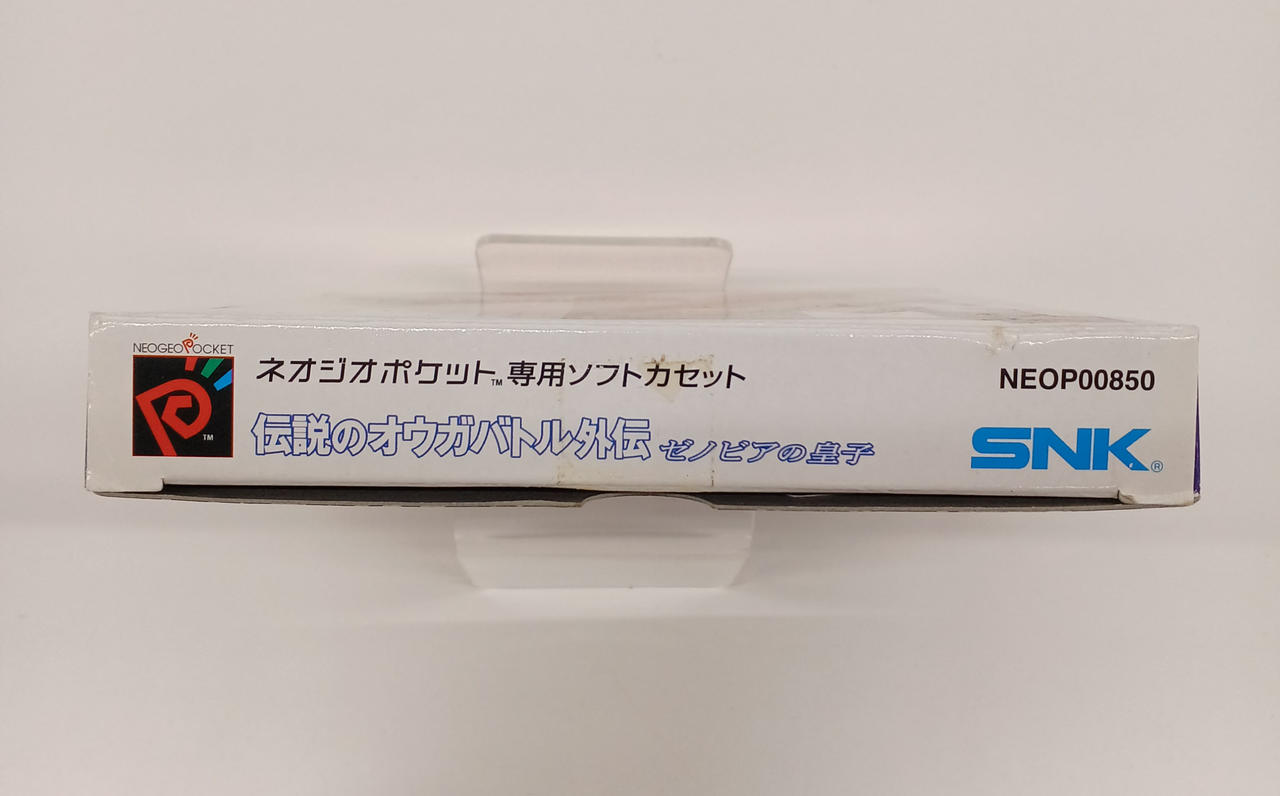 NEOGEO POCKET
ネオジオポケット™専用ソフトカセット
NEOP00850
™
伝説のオウガバトル外伝 ゼノビアの皇子
SNK®